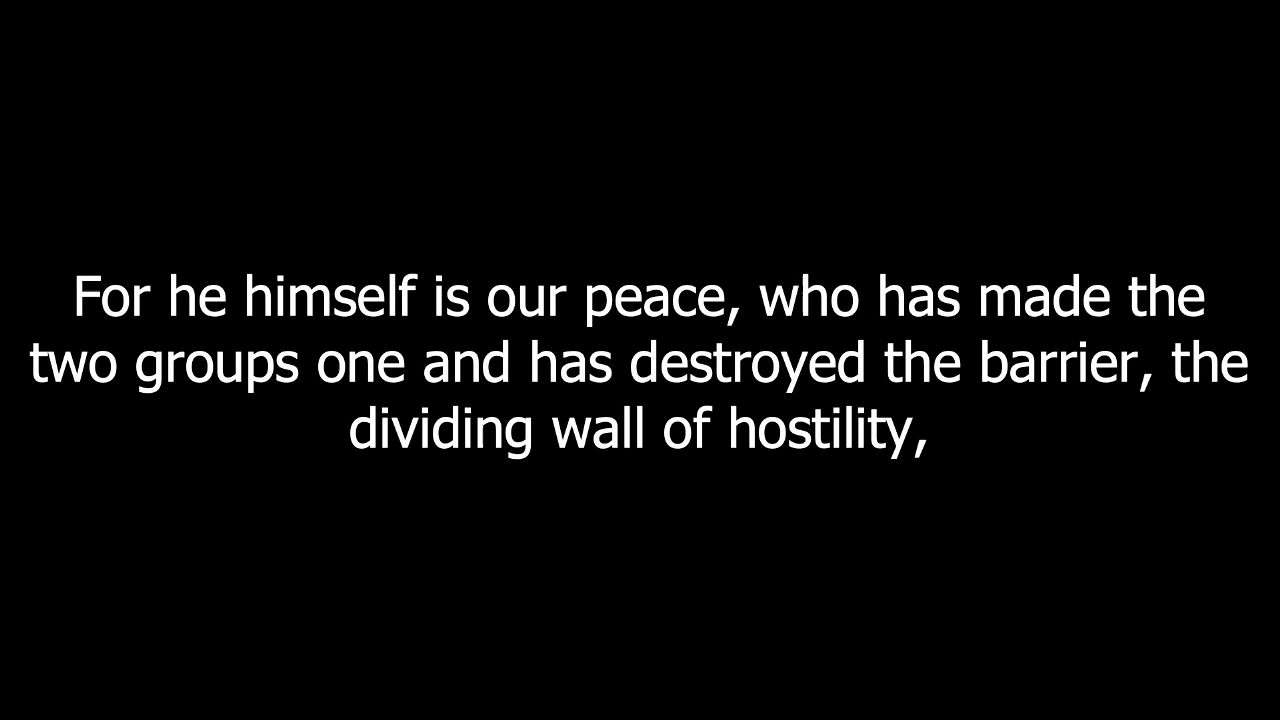 For he himself is our peace, who has made the
two groups one and has destroyed the barrier, the
dividing wall of hostility,